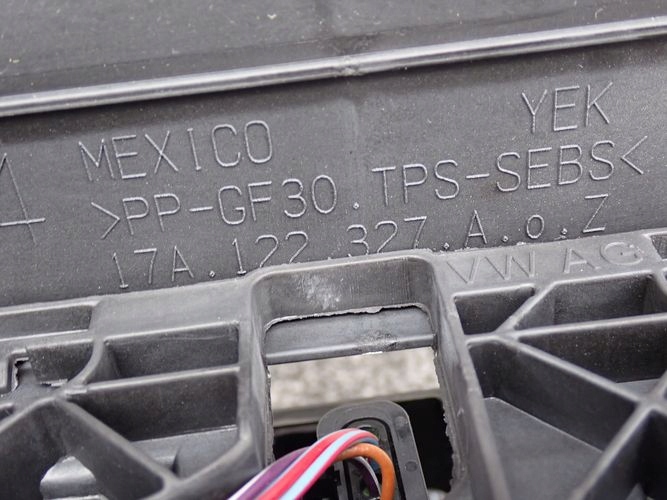 MEXICO YEK
>PP-GF30.TPS-SEBS<
17A.122.327.A.o.Z
VW AG